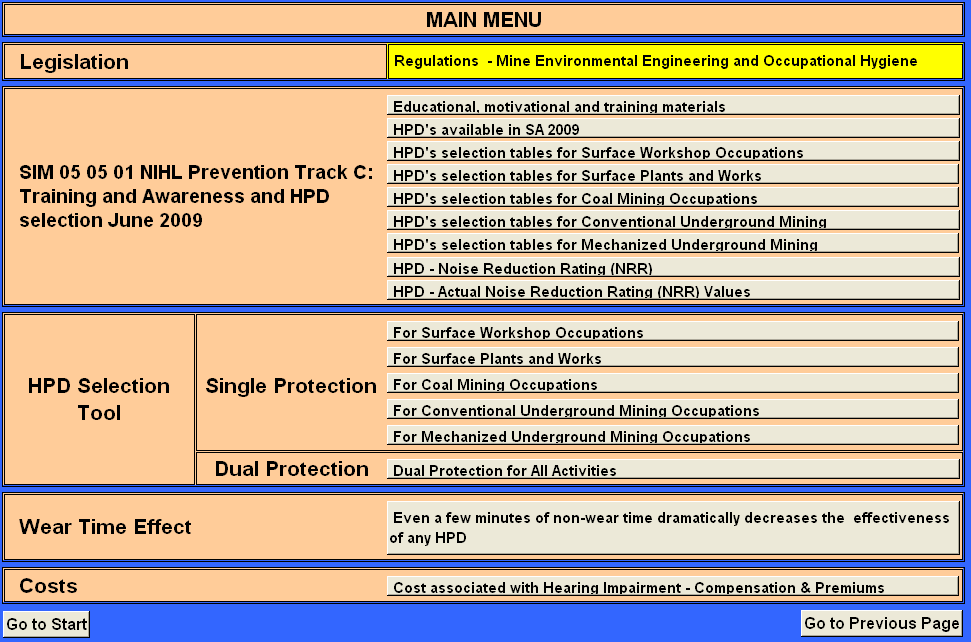 MAIN MENU
Legislation
Regulations - Mine Environmental Engineering and Occupational Hygiene
SIM 05 05 01 NIHL Prevention Track C:
Training and Awareness and HPD
selection June 2009
Educational, motivational and training materials
HPD's available in SA 2009
HPD's selection tables for Surface Workshop Occupations
HPD's selection tables for Surface Plants and Works
HPD's selection tables for Coal Mining Occupations
HPD's selection tables for Conventional Underground Mining
HPD's selection tables for Mechanized Underground Mining
HPD - Noise Reduction Rating (NRR)
HPD - Actual Noise Reduction Rating (NRR) Values
HPD Selection
Tool
Single Protection
For Surface Workshop Occupations
For Surface Plants and Works
For Coal Mining Occupations
For Conventional Underground Mining Occupations
For Mechanized Underground Mining Occupations
Dual Protection
Dual Protection for All Activities
Wear Time Effect
Even a few minutes of non-wear time dramatically decreases the effectiveness
of any HPD
Costs
Cost associated with Hearing Impairment - Compensation & Premiums
Go to Start
Go to Previous Page